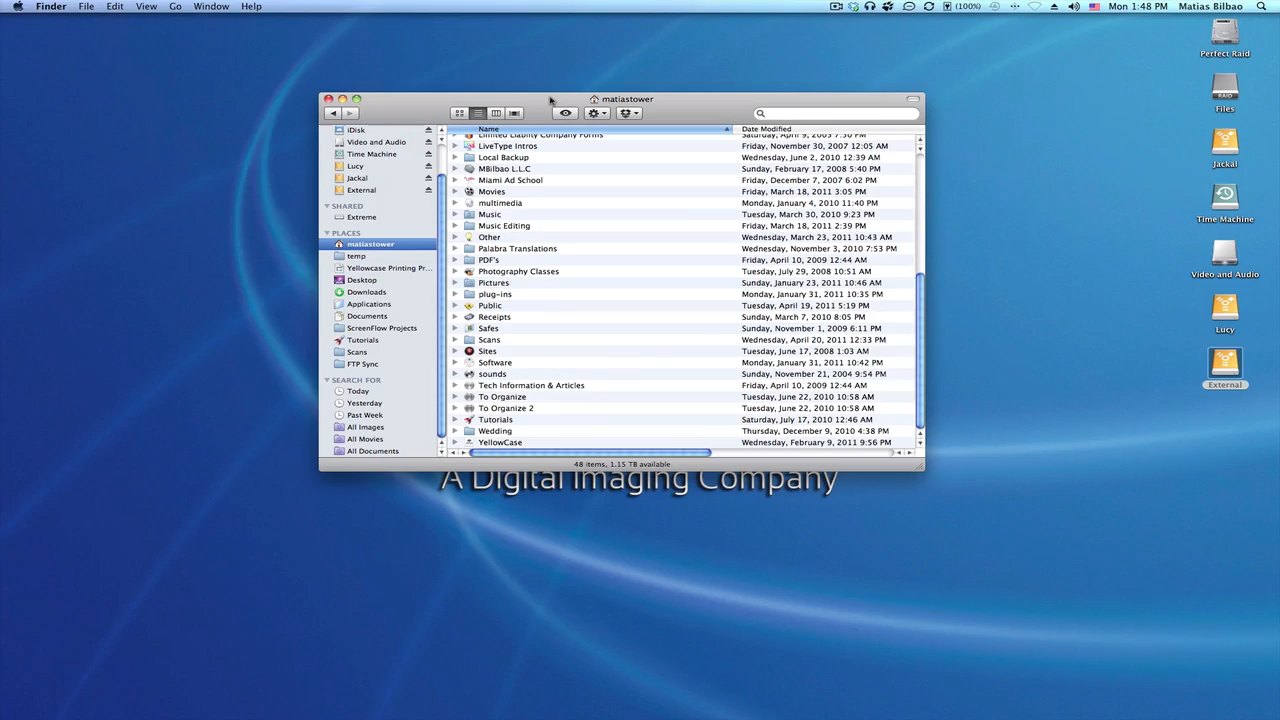 Finder File Edit View Go Window Help (100%) Mon 1:48 PM Matias Bilbao
Perfect Raid
RAID
Files
Jackal
Time Machine
Video and Audio
Lucy
External
matiastower
iDisk
Video and Audio
Time Machine
Lucy
Jackal
External
SHARED
Extreme
PLACES
matiastower
temp
Yellowcase Printing Pr...
Desktop
Downloads
Applications
Documents
ScreenFlow Projects
Tutorials
Scans
FTP Sync
SEARCH FOR
Today
Yesterday
Past Week
All Images
All Movies
All Documents
Name Date Modified
Limited Liablity Company Forms Saturday, April 9, 2005 7:50 PM
LiveType Intros Friday, November 30, 2007 12:05 AM
Local Backup Wednesday, June 2, 2010 12:39 AM
MBilbao L.L.C Sunday, February 17, 2008 5:40 PM
Miami Ad School Friday, December 7, 2007 6:02 PM
Movies Friday, March 18, 2011 3:05 PM
multimedia Monday, January 4, 2010 11:40 PM
Music Tuesday, March 30, 2010 9:23 PM
Music Editing Friday, March 18, 2011 2:39 PM
Other Wednesday, March 23, 2011 10:43 AM
Palabra Translations Wednesday, November 3, 2010 7:53 PM
PDF's Friday, April 10, 2009 12:44 AM
Photography Classes Tuesday, July 29, 2008 10:51 AM
Pictures Sunday, January 23, 2011 10:46 AM
plug-ins Monday, January 31, 2011 10:35 PM
Public Tuesday, April 19, 2011 5:19 PM
Receipts Sunday, March 7, 2010 8:05 PM
Safes Sunday, November 1, 2009 6:11 PM
Scans Wednesday, April 20, 2011 12:33 PM
Sites Tuesday, June 17, 2008 1:03 AM
Software Monday, January 31, 2011 10:42 PM
sounds Sunday, November 21, 2004 9:54 PM
Tech Information & Articles Friday, April 10, 2009 12:44 AM
To Organize Tuesday, June 22, 2010 10:58 AM
To Organize 2 Tuesday, June 22, 2010 10:58 AM
Tutorials Saturday, July 17, 2010 12:46 AM
Wedding Thursday, December 9, 2010 4:38 PM
YellowCase Wednesday, February 9, 2011 9:56 PM
48 items, 1.15 TB available
A Digital Imaging Company